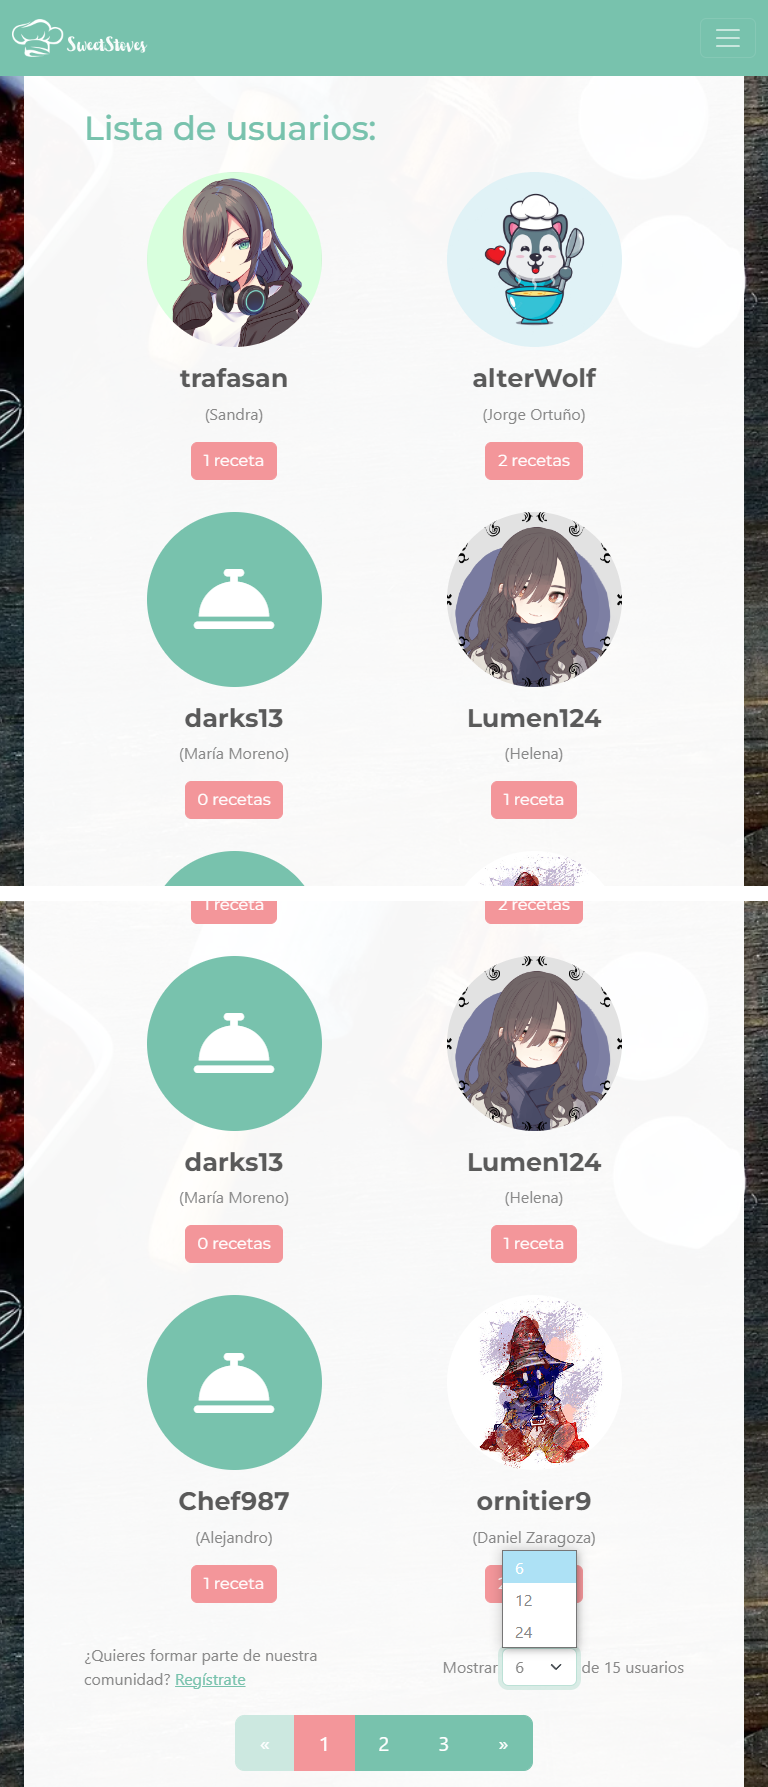 SweetStoves
Lista de usuarios:
trafasan
(Sandra)
1 receta
alterWolf
(Jorge Ortuño)
2 recetas
darks13
(María Moreno)
0 recetas
Lumen124
(Helena)
1 receta
1 receta
2 recetas
darks13
(María Moreno)
0 recetas
Lumen124
(Helena)
1 receta
Chef987
(Alejandro)
1 receta
ornitier9
(Daniel Zaragoza)
6
12
24
¿Quieres formar parte de nuestra
comunidad? Regístrate
Mostrar 6 de 15 usuarios
« 1 2 3 »